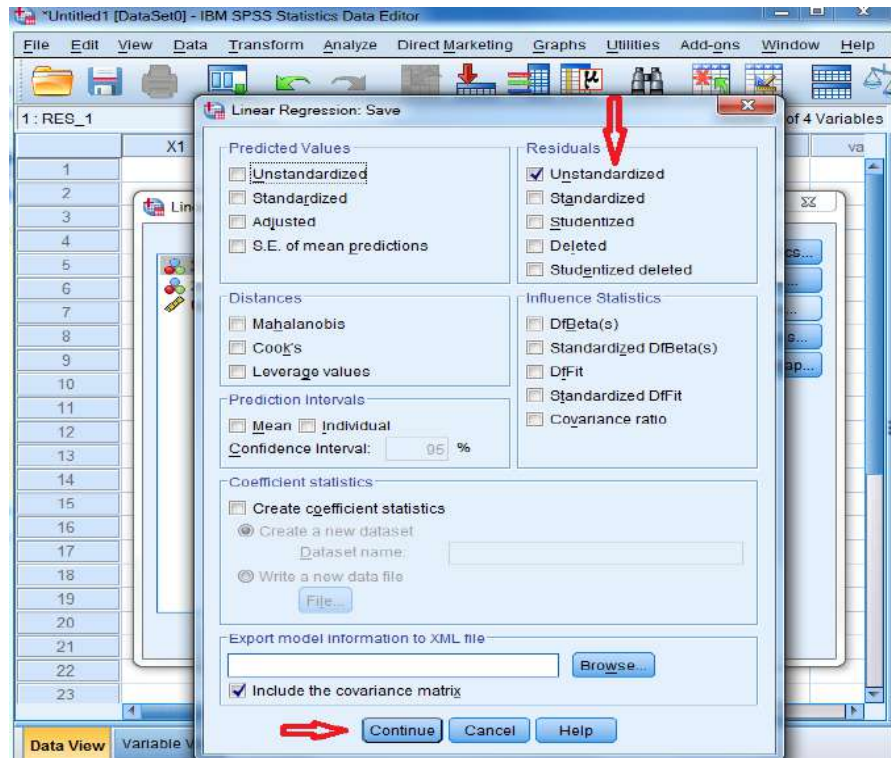 *Untitled1 [DataSet0] - IBM SPSS Statistics Data Editor
File Edit View Data Transform Analyze Direct Marketing Graphs Utilities Add-ons Window Help
1 : RES_1
of 4 Variables
X1
va
Linear Regression: Save
Lin
Predicted Values
Unstandardized
Standardized
Adjusted
S.E. of mean predictions
Residuals
Unstandardized
Standardized
Studentized
Deleted
Studentized deleted
Distances
Mahalanobis
Cook's
Leverage values
Influence Statistics
DfBeta(s)
Standardized DfBeta(s)
DfFit
Standardized DfFit
Covariance ratio
Prediction Intervals
Mean Individual
Confidence Interval: 95 %
Coefficient statistics
Create coefficient statistics
Create a new dataset
Dataset name:
Write a new data file
File...
Export model information to XML file
Browse...
Include the covariance matrix
Continue Cancel Help
cs...
...
...
s...
ap...
1
2
3
4
5
6
7
8
9
10
11
12
13
14
15
16
17
18
19
20
21
22
23
Data View Variable V